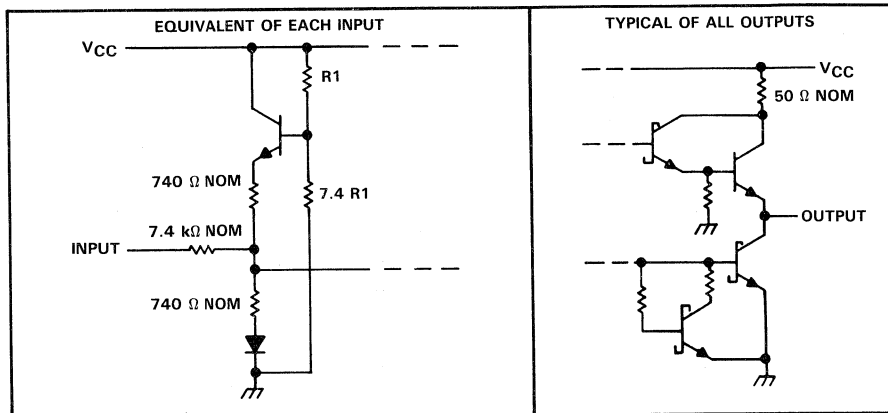 EQUIVALENT OF EACH INPUT
VCC
R1
740 Ω NOM
7.4 R1
7.4 kΩ NOM
INPUT
740 Ω NOM
TYPICAL OF ALL OUTPUTS
VCC
50 Ω NOM
OUTPUT